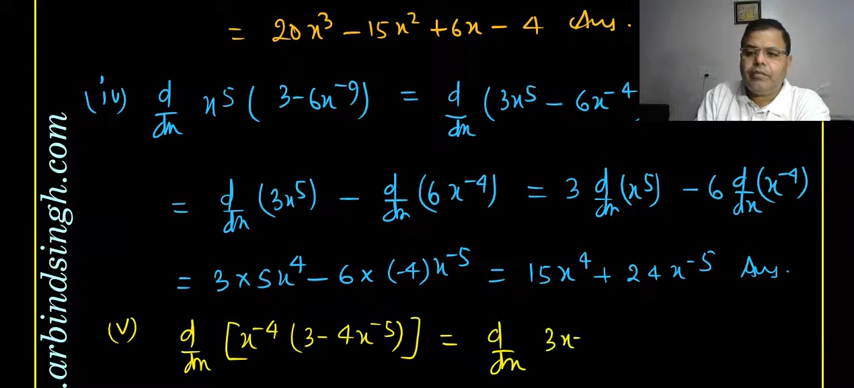 = 20x³ − 15x² + 6x − 4 Ans.
(iv) d/dx x⁵ ( 3 − 6x⁻⁹ ) = d/dx (3x⁵ − 6x⁻⁴
= d/dx (3x⁵) − d/dx (6x⁻⁴) = 3 d/dx (x⁵) − 6 d/dx (x⁻⁴)
= 3 × 5x⁴ − 6 × (−4) x⁻⁵ = 15x⁴ + 24x⁻⁵ Ans.
(v) d/dx [ x⁻⁴ (3 − 4x⁻⁵) ] = d/dx 3x⁻
.arbindsingh.com